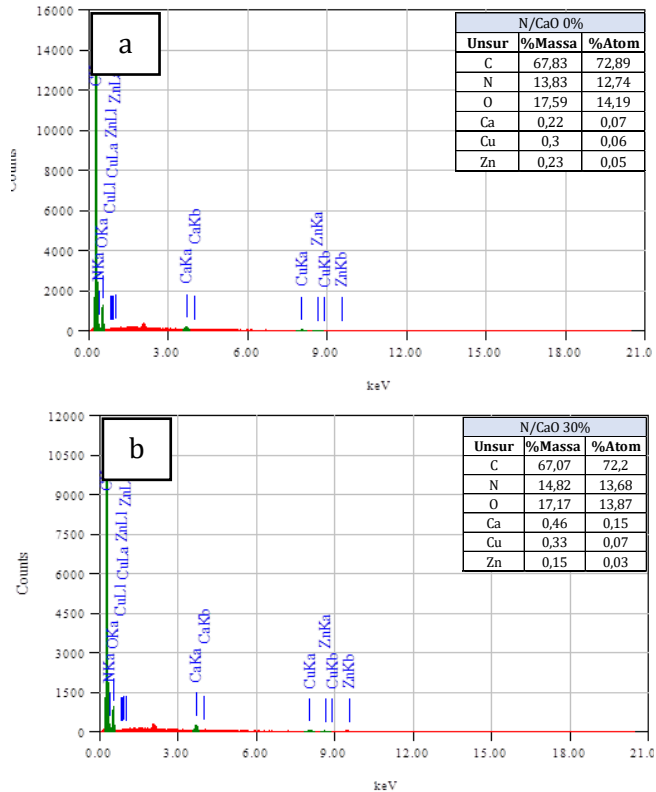 a
N/CaO 0%
Unsur %Massa %Atom
C 67,83 72,89
N 13,83 12,74
O 17,59 14,19
Ca 0,22 0,07
Cu 0,3 0,06
Zn 0,23 0,05
16000
14000
12000
10000
8000
6000
4000
2000
0
Counts
NKa OKa CuLl CuLa ZnLl
CaKa CaKb
CuKa ZnKa CuKb ZnKb
0.00 3.00 6.00 9.00 12.00 15.00 18.00 21.0
keV
b
N/CaO 30%
Unsur %Massa %Atom
C 67,07 72,2
N 14,82 13,68
O 17,17 13,87
Ca 0,46 0,15
Cu 0,33 0,07
Zn 0,15 0,03
12000
10500
9000
7500
6000
4500
3000
1500
0
Counts
NKa OKa CuLl CuLa ZnLl
CaKa CaKb
CuKa ZnKa CuKb ZnKb
0.00 3.00 6.00 9.00 12.00 15.00 18.00 21.0
keV